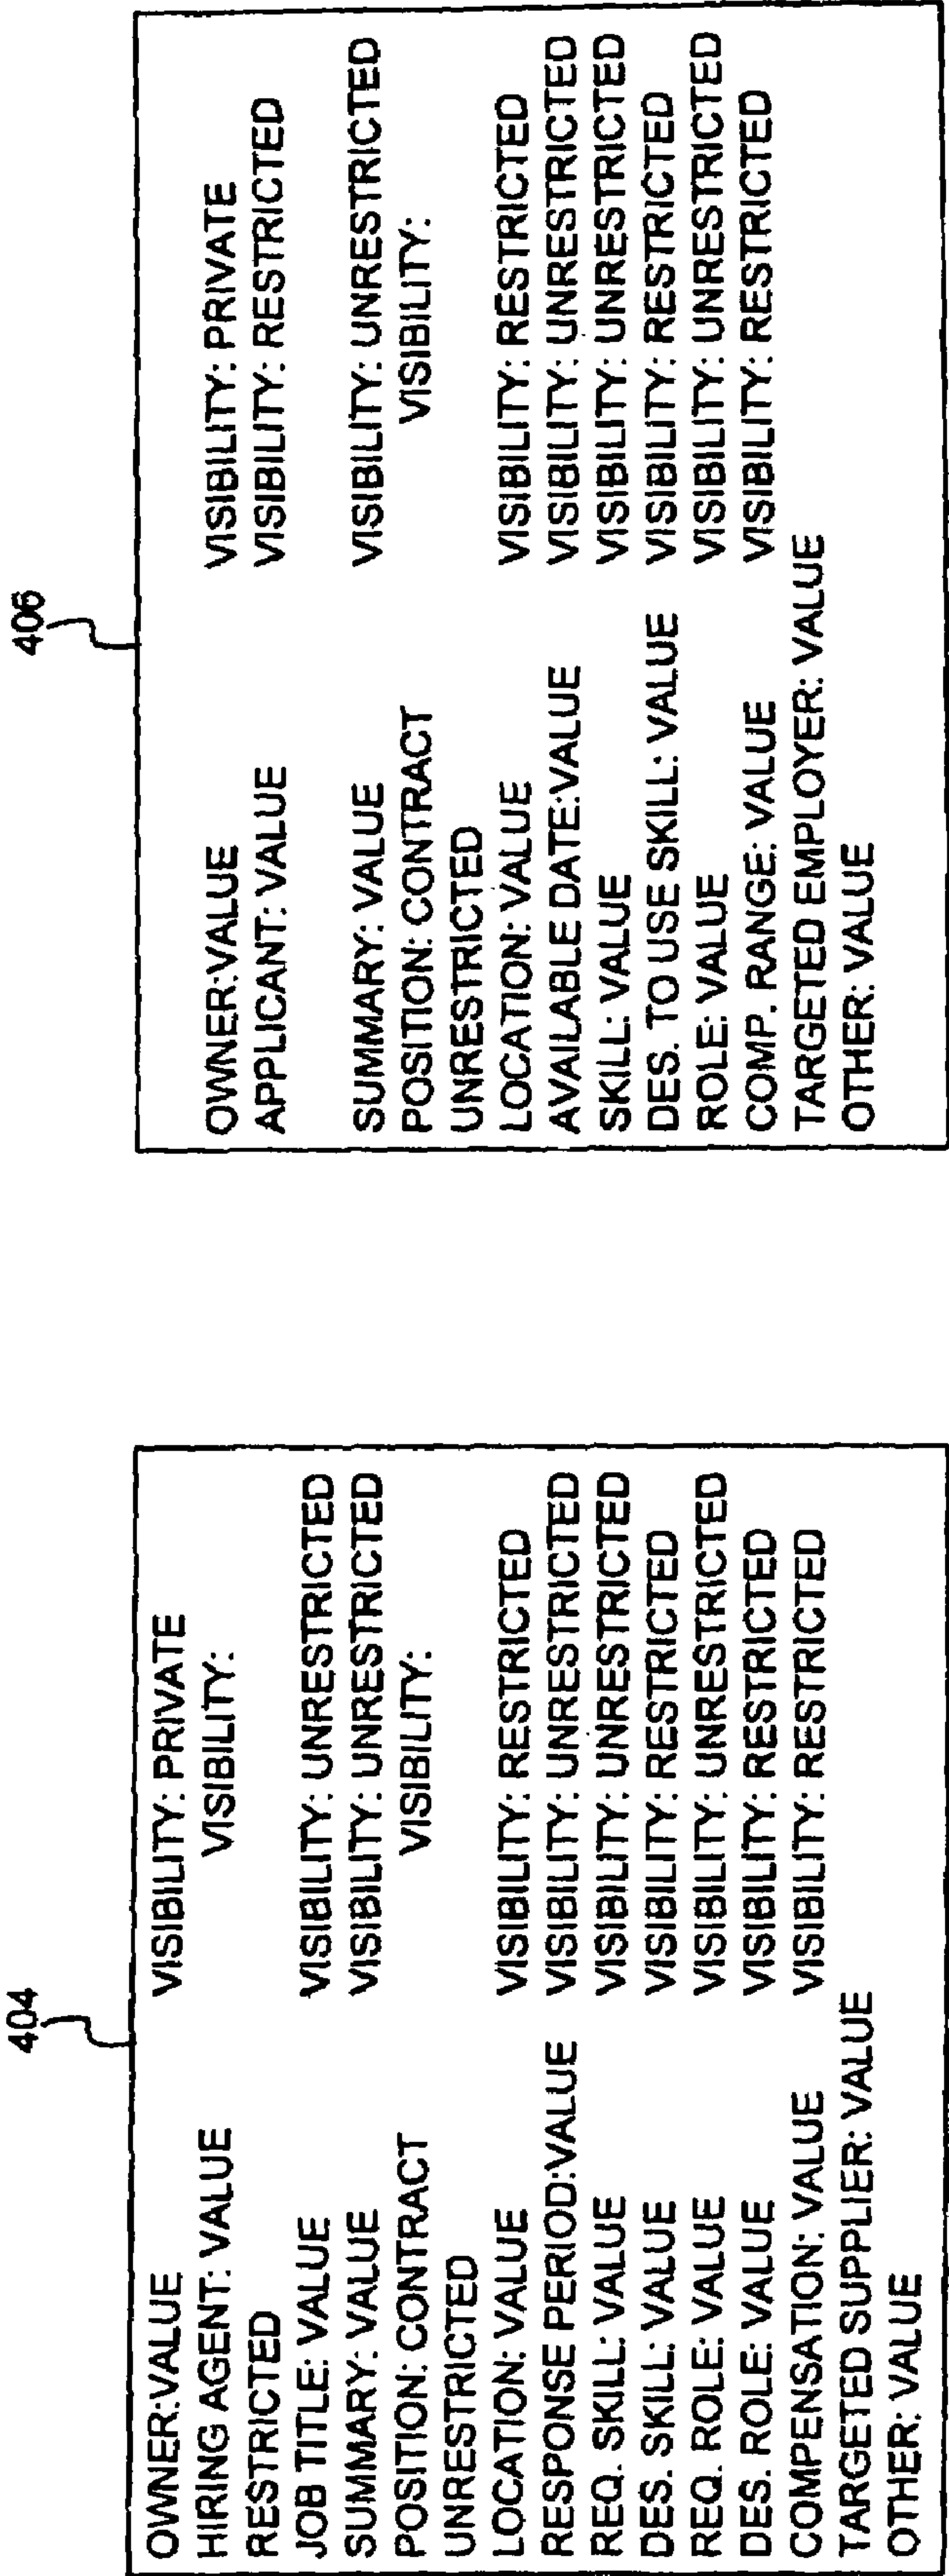 404
OWNER:VALUE VISIBILITY: PRIVATE
HIRING AGENT: VALUE VISIBILITY:
RESTRICTED
JOB TITLE: VALUE VISIBILITY: UNRESTRICTED
SUMMARY: VALUE VISIBILITY: UNRESTRICTED
POSITION: CONTRACT VISIBILITY:
UNRESTRICTED
LOCATION: VALUE VISIBILITY: RESTRICTED
RESPONSE PERIOD:VALUE VISIBILITY: UNRESTRICTED
REQ. SKILL: VALUE VISIBILITY: UNRESTRICTED
DES. SKILL: VALUE VISIBILITY: RESTRICTED
REQ. ROLE: VALUE VISIBILITY: UNRESTRICTED
DES. ROLE: VALUE VISIBILITY: RESTRICTED
COMPENSATION: VALUE VISIBILITY: RESTRICTED
TARGETED SUPPLIER: VALUE
OTHER: VALUE
406
OWNER:VALUE VISIBILITY: PRIVATE
APPLICANT: VALUE VISIBILITY: RESTRICTED
SUMMARY: VALUE VISIBILITY: UNRESTRICTED
POSITION: CONTRACT VISIBILITY:
UNRESTRICTED
LOCATION: VALUE VISIBILITY: RESTRICTED
AVAILABLE DATE:VALUE VISIBILITY: UNRESTRICTED
SKILL: VALUE VISIBILITY: UNRESTRICTED
DES. TO USE SKILL: VALUE VISIBILITY: RESTRICTED
ROLE: VALUE VISIBILITY: UNRESTRICTED
COMP. RANGE: VALUE VISIBILITY: RESTRICTED
TARGETED EMPLOYER: VALUE
OTHER: VALUE